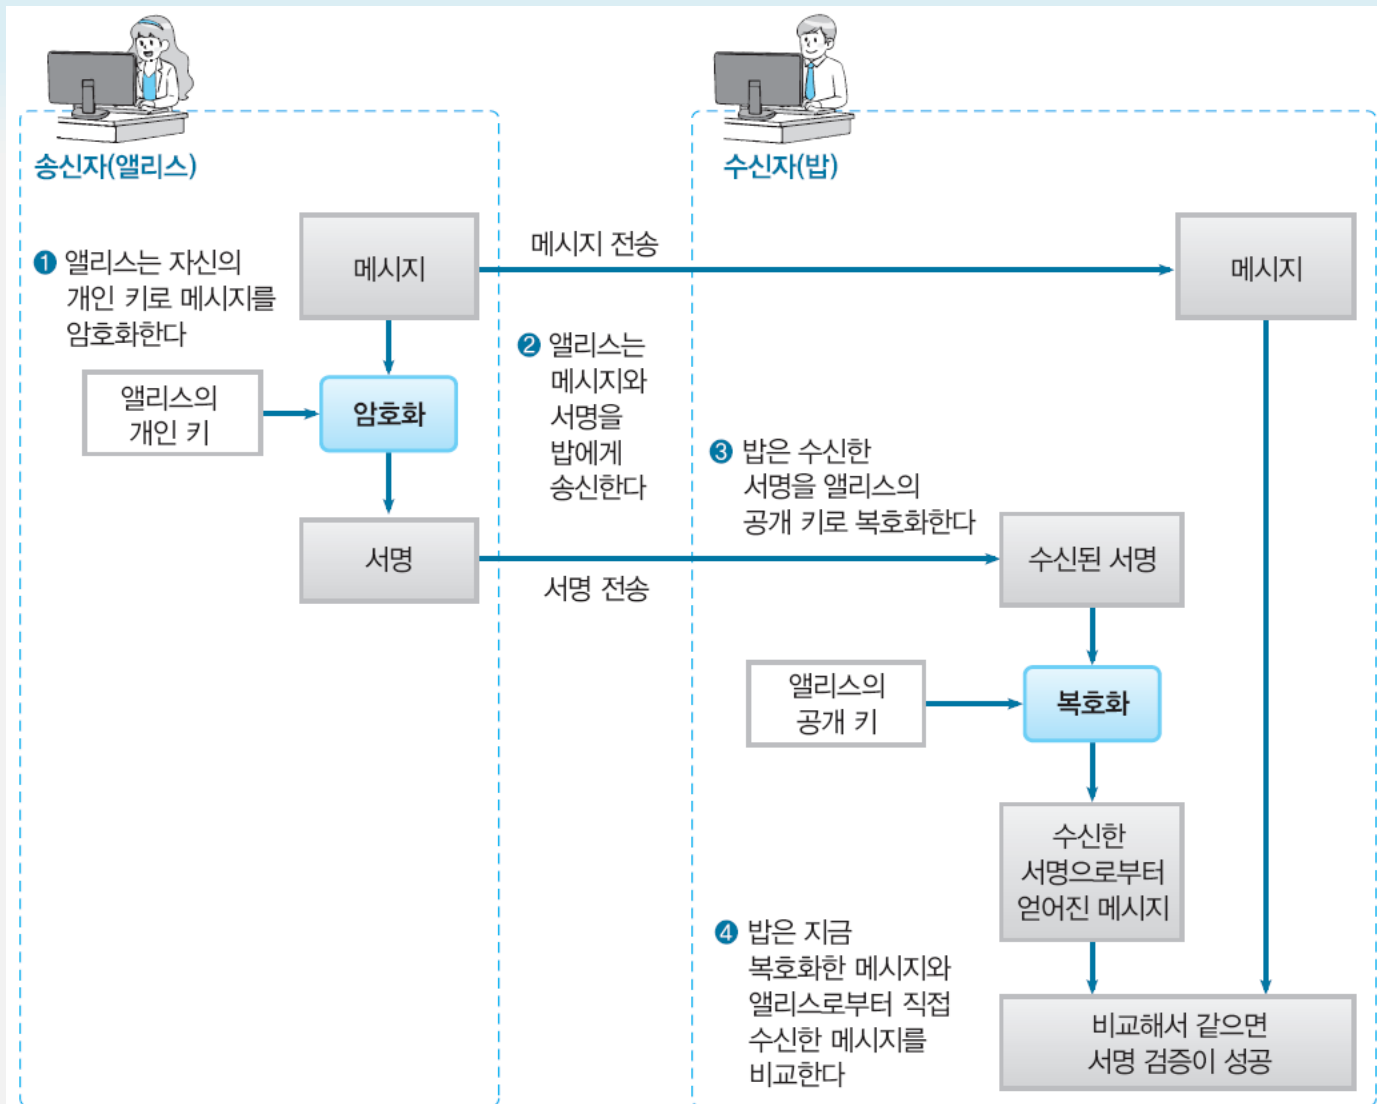 송신자(앨리스)
수신자(밥)
❶ 앨리스는 자신의
개인 키로 메시지를
암호화한다
메시지
메시지 전송
메시지
앨리스의
개인 키
암호화
❷ 앨리스는
메시지와
서명을
밥에게
송신한다
서명
서명 전송
❸ 밥은 수신한
서명을 앨리스의
공개 키로 복호화한다
수신된 서명
앨리스의
공개 키
복호화
수신한
서명으로부터
얻어진 메시지
❹ 밥은 지금
복호화한 메시지와
앨리스로부터 직접
수신한 메시지를
비교한다
비교해서 같으면
서명 검증이 성공